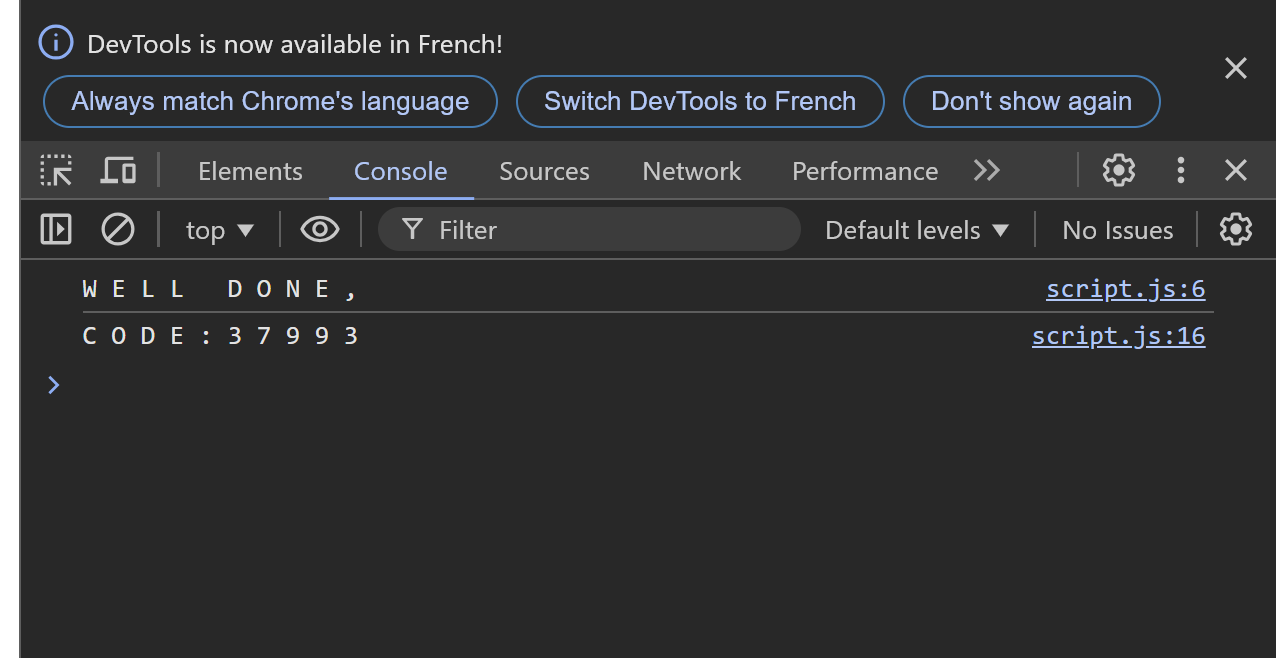 DevTools is now available in French!
Always match Chrome's language Switch DevTools to French Don't show again
Elements Console Sources Network Performance
top Filter Default levels No Issues
W E L L   D O N E , script.js:6
C O D E : 3 7 9 9 3 script.js:16